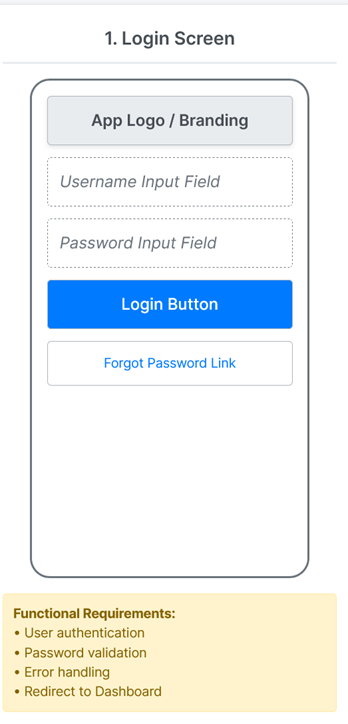 1. Login Screen
App Logo / Branding
Username Input Field
Password Input Field
Login Button
Forgot Password Link
Functional Requirements:
• User authentication
• Password validation
• Error handling
• Redirect to Dashboard